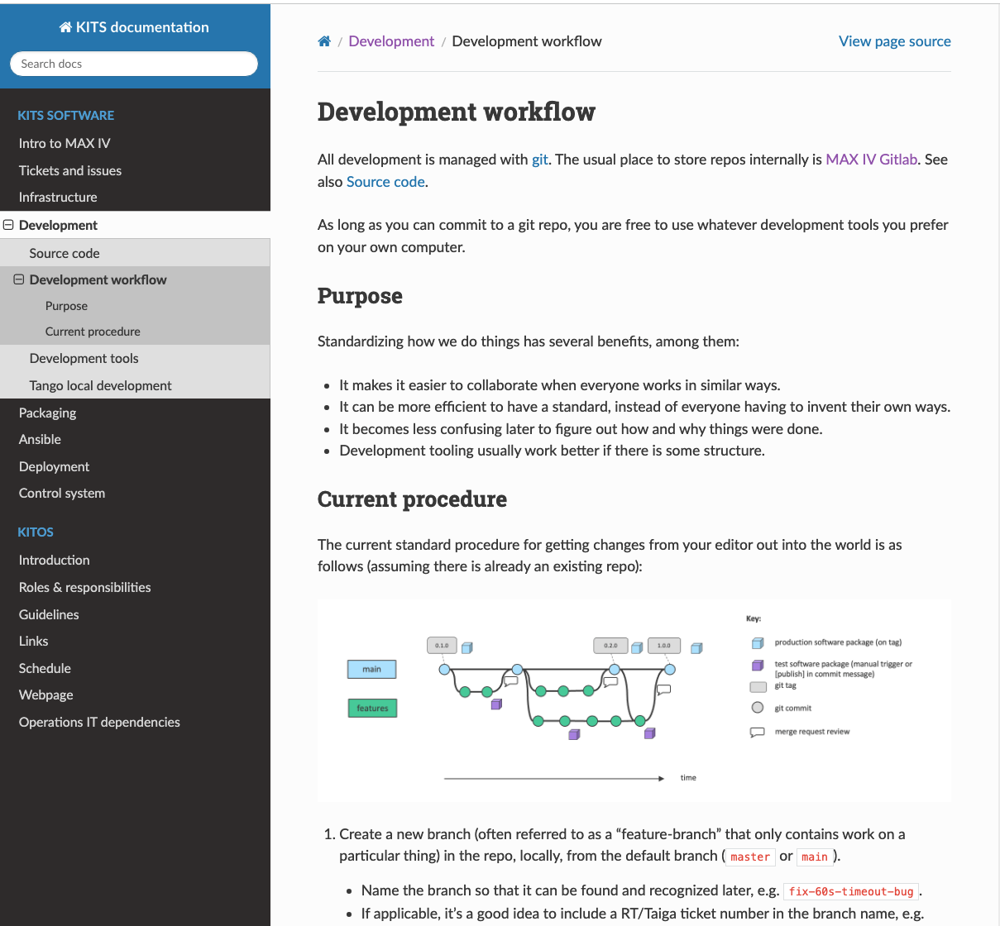 KITS documentation
Search docs
KITS SOFTWARE
Intro to MAX IV
Tickets and issues
Infrastructure
Development
Source code
Development workflow
Purpose
Current procedure
Development tools
Tango local development
Packaging
Ansible
Deployment
Control system
KITOS
Introduction
Roles & responsibilities
Guidelines
Links
Schedule
Webpage
Operations IT dependencies
/ Development / Development workflow
View page source
Development workflow
All development is managed with git. The usual place to store repos internally is MAX IV Gitlab. See
also Source code.
As long as you can commit to a git repo, you are free to use whatever development tools you prefer
on your own computer.
Purpose
Standardizing how we do things has several benefits, among them:
• It makes it easier to collaborate when everyone works in similar ways.
• It can be more efficient to have a standard, instead of everyone having to invent their own ways.
• It becomes less confusing later to figure out how and why things were done.
• Development tooling usually work better if there is some structure.
Current procedure
The current standard procedure for getting changes from your editor out into the world is as
follows (assuming there is already an existing repo):
0.1.0
0.2.0
1.0.0
main
features
time
Key:
production software package (on tag)
test software package (manual trigger or
[publish] in commit message)
git tag
git commit
merge request review
1. Create a new branch (often referred to as a “feature-branch” that only contains work on a
particular thing) in the repo, locally, from the default branch ( master or main ).
• Name the branch so that it can be found and recognized later, e.g. fix-60s-timeout-bug .
• If applicable, it’s a good idea to include a RT/Taiga ticket number in the branch name, e.g.